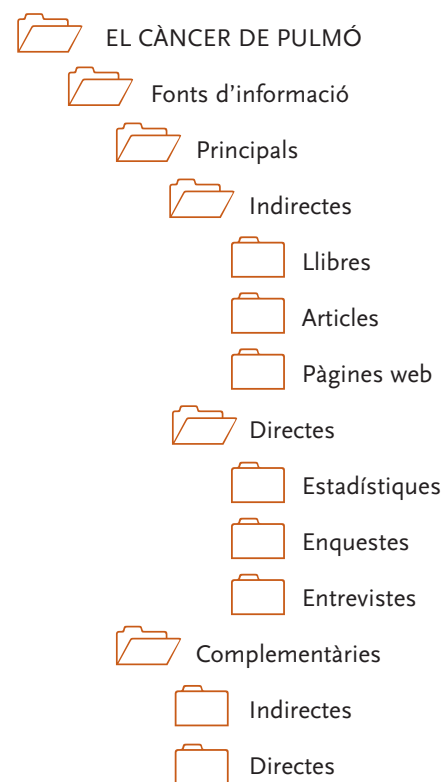 EL CÀNCER DE PULMÓ
Fonts d’informació
Principals
Indirectes
Llibres
Articles
Pàgines web
Directes
Estadístiques
Enquestes
Entrevistes
Complementàries
Indirectes
Directes